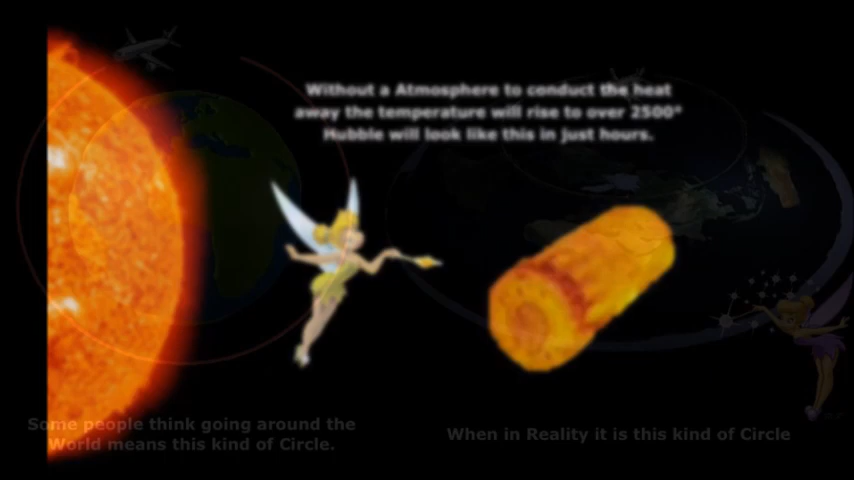 Without a Atmosphere to conduct the heat
away the temperature will rise to over 2500°
Hubble will look like this in just hours.
Some people think going around the
World means this kind of Circle.
When in Reality it is this kind of Circle